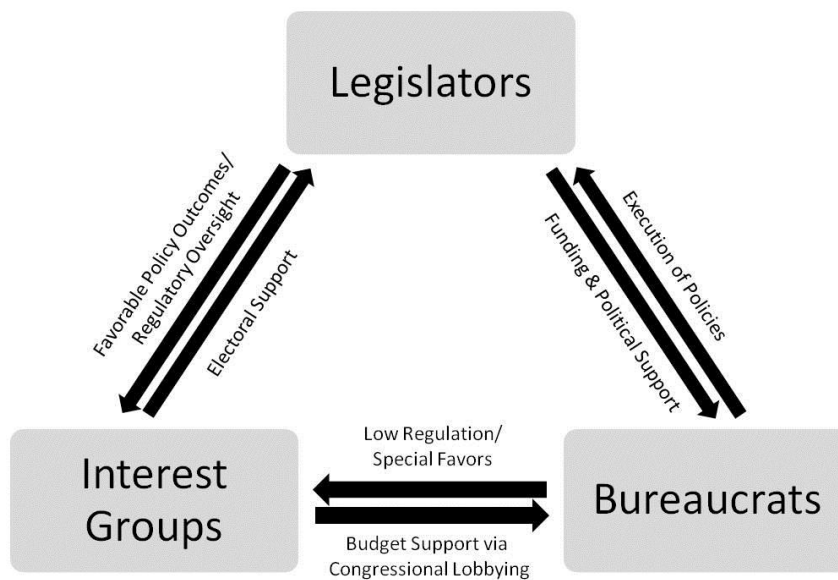 Legislators
Favorable Policy Outcomes/
Regulatory Oversight
Electoral Support
Execution of Policies
Funding & Political Support
Interest
Groups
Low Regulation/
Special Favors
Budget Support via
Congressional Lobbying
Bureaucrats